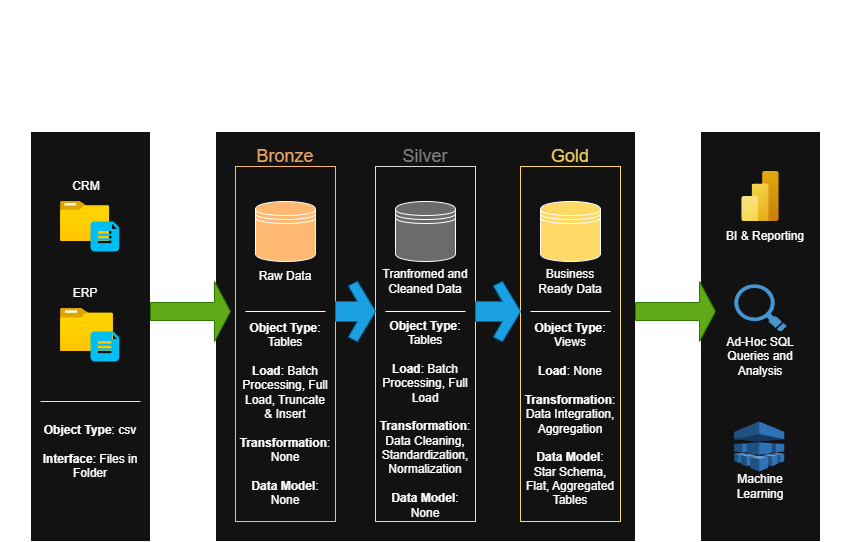 CRM
ERP
Object Type: csv
Interface: Files in
Folder
Bronze
Raw Data
Object Type:
Tables
Load: Batch
Processing, Full
Load, Truncate
& Insert
Transformation:
None
Data Model:
None
Silver
Tranfromed and
Cleaned Data
Object Type:
Tables
Load: Batch
Processing, Full
Load
Transformation:
Data Cleaning,
Standardization,
Normalization
Data Model:
None
Gold
Business
Ready Data
Object Type:
Views
Load: None
Transformation:
Data Integration,
Aggregation
Data Model:
Star Schema,
Flat, Aggregated
Tables
BI & Reporting
Ad-Hoc SQL
Queries and
Analysis
Machine
Learning